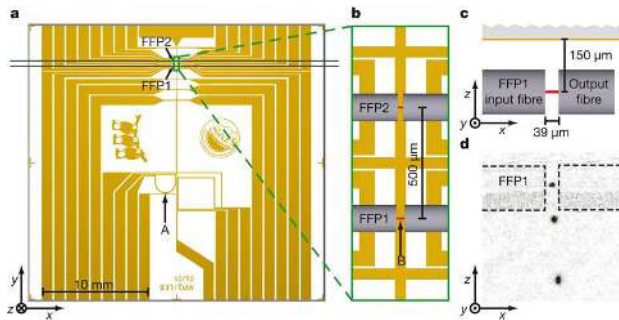 a
FFP2
FFP1
A
10 mm
y
z
x
b
FFP2
500 µm
FFP1
B
c
150 µm
FFP1
input fibre
Output
fibre
z
y
x
39 µm
d
FFP1
z
y
x